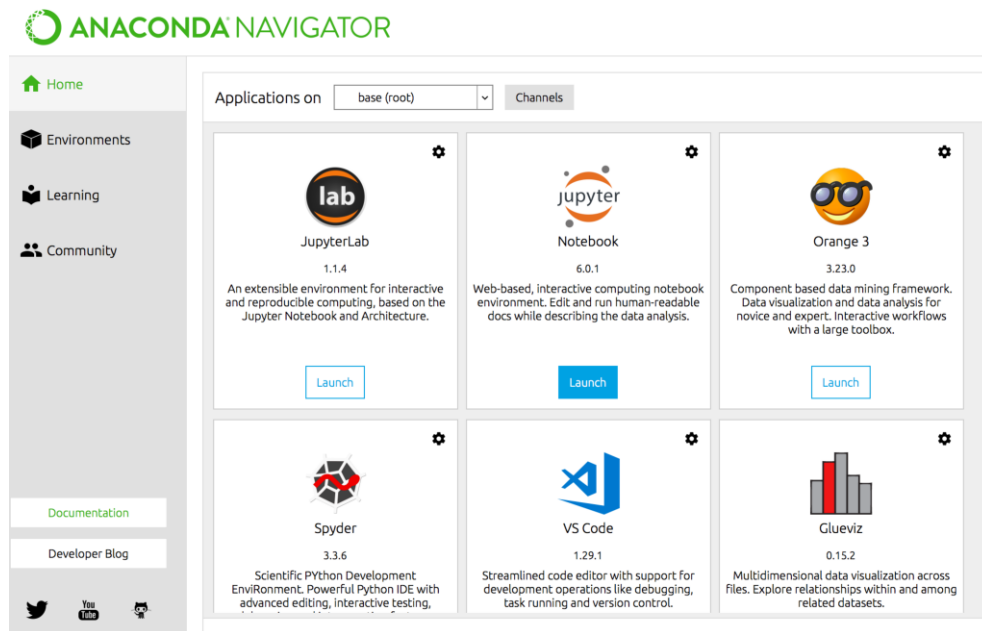 ANACONDA NAVIGATOR
Home
Environments
Learning
Community
Documentation
Developer Blog
You
Tube
Applications on
base (root)
Channels
lab
JupyterLab
1.1.4
An extensible environment for interactive
and reproducible computing, based on the
Jupyter Notebook and Architecture.
Launch
jupyter
Notebook
6.0.1
Web-based, interactive computing notebook
environment. Edit and run human-readable
docs while describing the data analysis.
Launch
Orange 3
3.23.0
Component based data mining framework.
Data visualization and data analysis for
novice and expert. Interactive workflows
with a large toolbox.
Launch
Spyder
3.3.6
Scientific PYthon Development
EnviRonment. Powerful Python IDE with
advanced editing, interactive testing,
VS Code
1.29.1
Streamlined code editor with support for
development operations like debugging,
task running and version control.
Glueviz
0.15.2
Multidimensional data visualization across
files. Explore relationships within and among
related datasets.